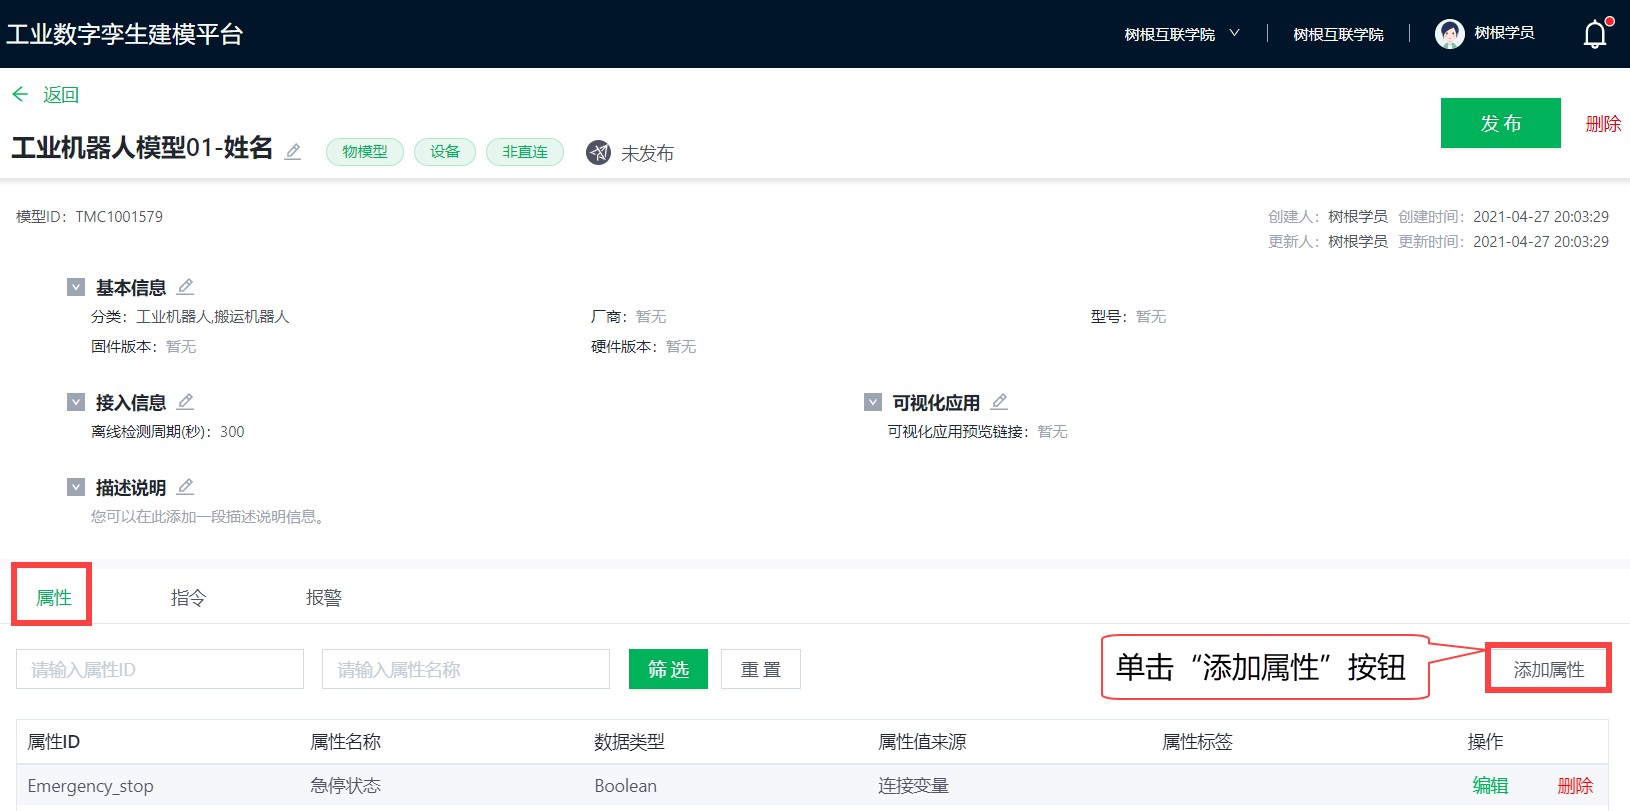 工业数字孪生建模平台
树根互联学院
树根互联学院
树根学员
返回
发布
删除
工业机器人模型01-姓名
物模型
设备
非直连
未发布
模型ID：TMC1001579
创建人：树根学员 创建时间：2021-04-27 20:03:29
更新人：树根学员 更新时间：2021-04-27 20:03:29
基本信息
分类：工业机器人,搬运机器人
厂商：暂无
型号：暂无
固件版本：暂无
硬件版本：暂无
接入信息
可视化应用
离线检测周期(秒)：300
可视化应用预览链接：暂无
描述说明
您可以在此添加一段描述说明信息。
属性
指令
报警
请输入属性ID
请输入属性名称
筛选
重置
单击“添加属性”按钮
添加属性
属性ID
属性名称
数据类型
属性值来源
属性标签
操作
Emergency_stop
急停状态
Boolean
连接变量
编辑
删除